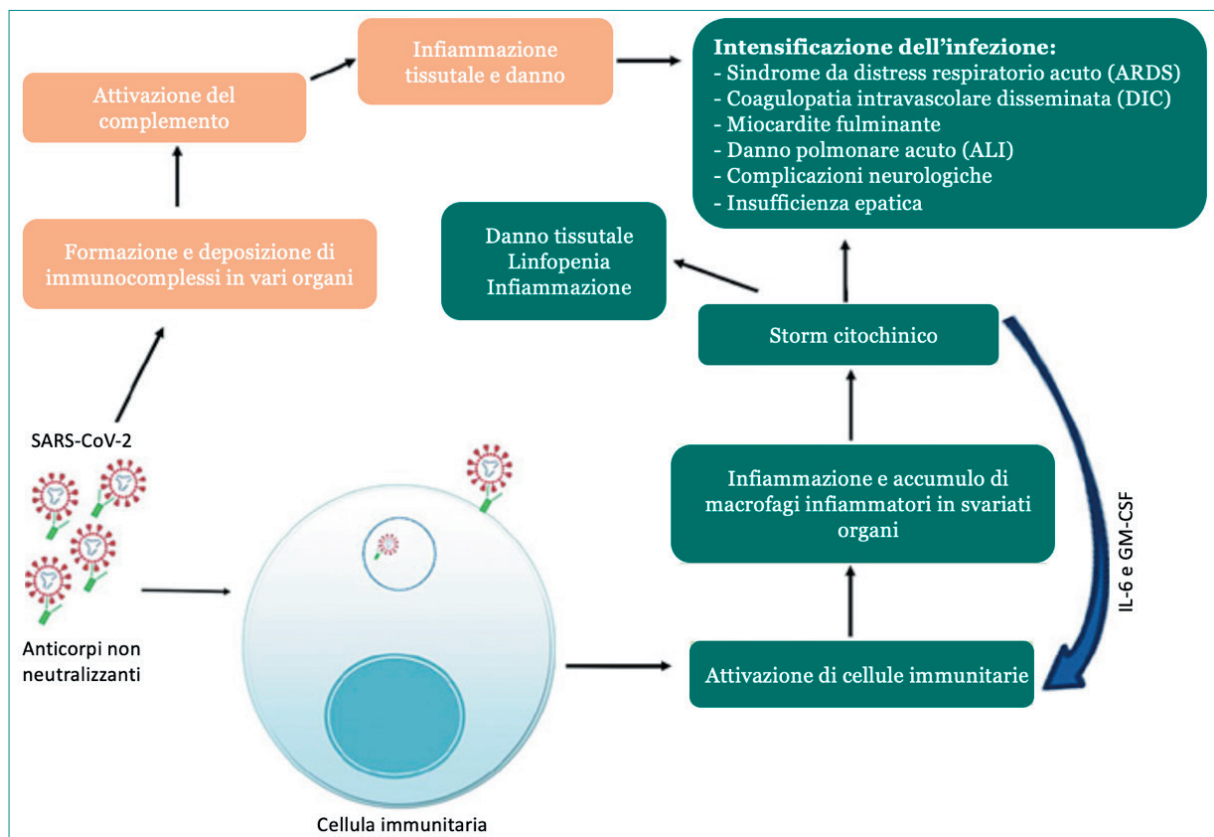 Infiammazione
tissutale e danno
Intensificazione dell'infezione:
- Sindrome da distress respiratorio acuto (ARDS)
- Coagulopatia intravascolare disseminata (DIC)
- Miocardite fulminante
- Danno polmonare acuto (ALI)
- Complicazioni neurologiche
- Insufficienza epatica
Attivazione del
complemento
Formazione e deposizione di
immunocomplessi in vari organi
Danno tissutale
Linfopenia
Infiammazione
Storm citochinico
SARS-CoV-2
Infiammazione e accumulo di
macrofagi infiammatori in svariati
organi
IL-6 e GM-CSF
Anticorpi non
neutralizzanti
Attivazione di cellule immunitarie
Cellula immunitaria